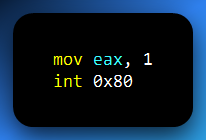 mov eax, 1
int 0x80